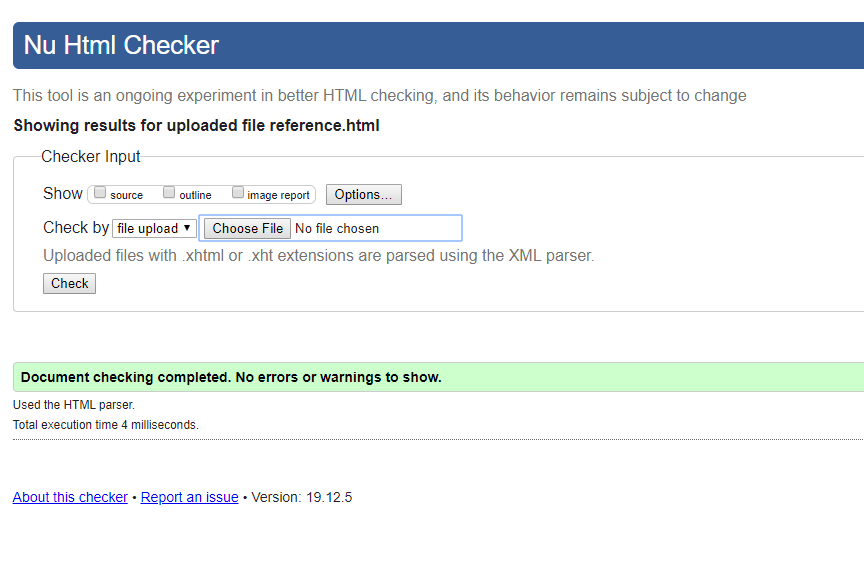 Nu Html Checker
This tool is an ongoing experiment in better HTML checking, and its behavior remains subject to change
Showing results for uploaded file reference.html
Checker Input
Show source outline image report Options...
Check by file upload ▼ Choose File No file chosen
Uploaded files with .xhtml or .xht extensions are parsed using the XML parser.
Check
Document checking completed. No errors or warnings to show.
Used the HTML parser.
Total execution time 4 milliseconds.
About this checker • Report an issue • Version: 19.12.5